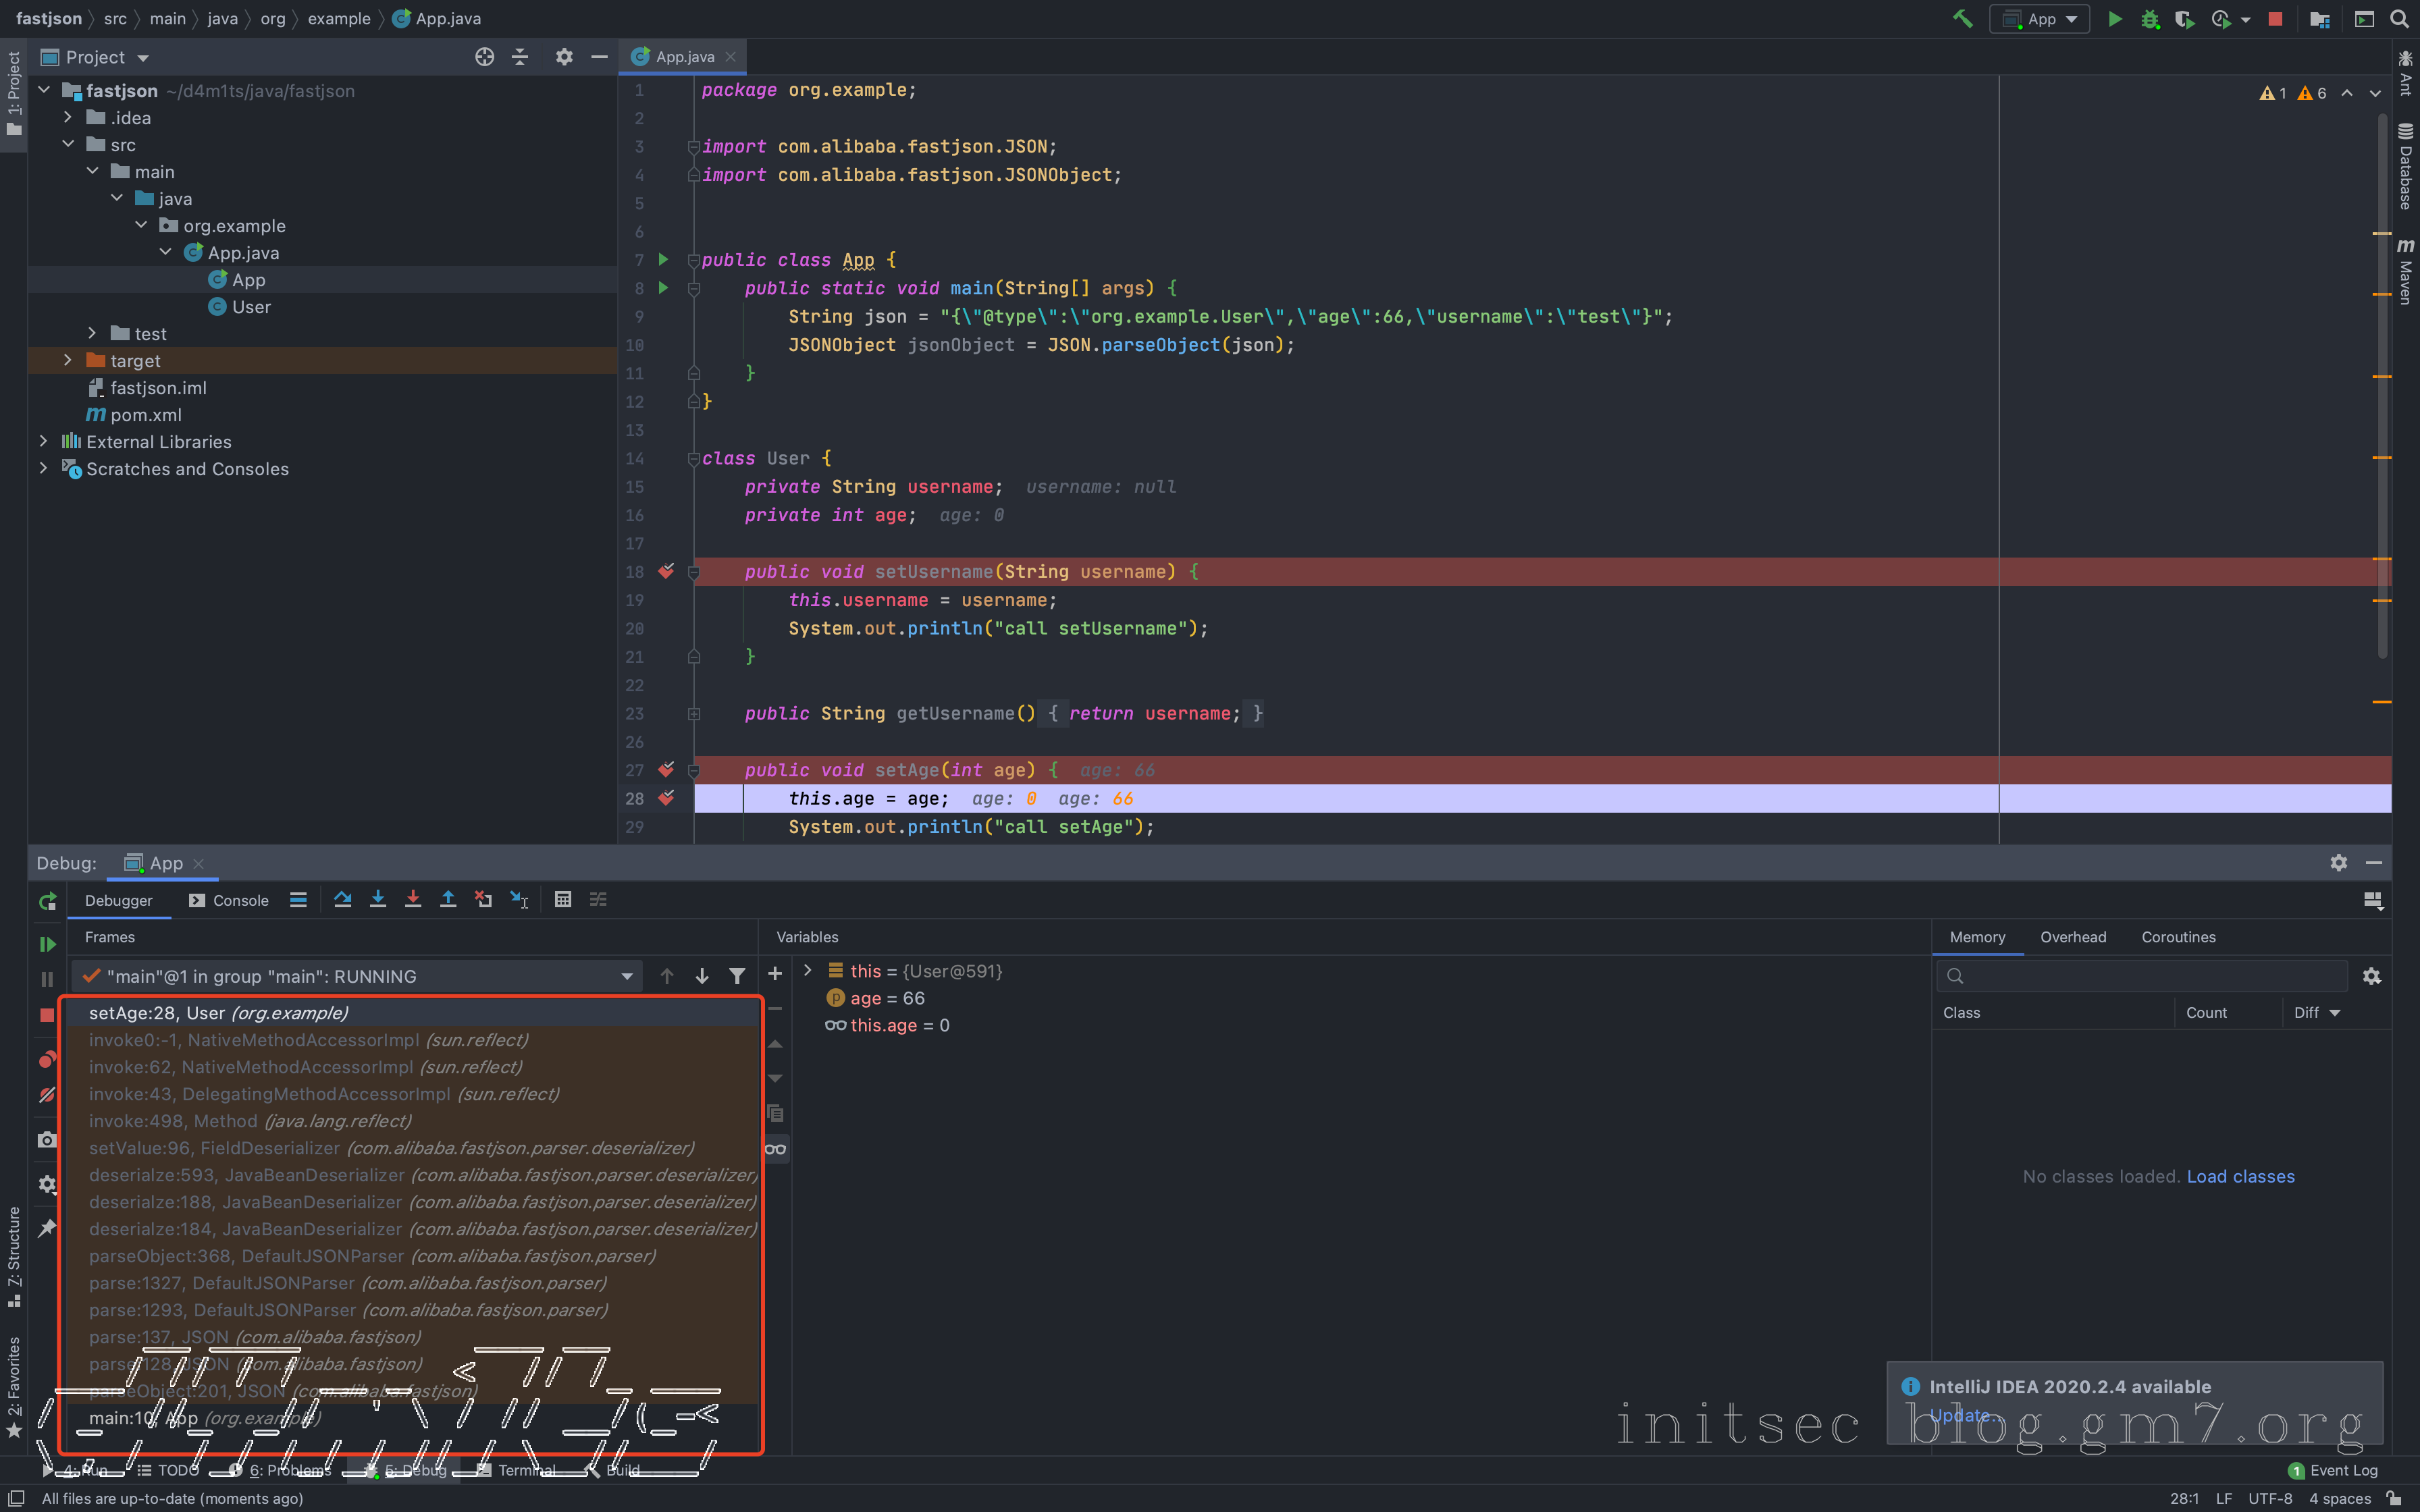 fastjson 〉 src 〉 main 〉 java 〉 org 〉 example 〉 App.java
App
1: Project
Project
App.java
fastjson ~/d4m1ts/java/fastjson
.idea
src
main
java
org.example
App.java
App
User
test
target
fastjson.iml
pom.xml
External Libraries
Scratches and Consoles
1 6
1 package org.example;
2
3 import com.alibaba.fastjson.JSON;
4 import com.alibaba.fastjson.JSONObject;
5
6
7 public class App {
8 public static void main(String[] args) {
9 String json = "{\"@type\":\"org.example.User\",\"age\":66,\"username\":\"test\"}";
10 JSONObject jsonObject = JSON.parseObject(json);
11 }
12 }
13
14 class User {
15 private String username; username: null
16 private int age; age: 0
17
18 public void setUsername(String username) {
19 this.username = username;
20 System.out.println("call setUsername");
21 }
22
23 public String getUsername() { return username; }
26
27 public void setAge(int age) { age: 66
28 this.age = age; age: 0 age: 66
29 System.out.println("call setAge");
Ant
Database
Maven
Debug: App
Debugger Console
Frames
Variables
Memory Overhead Coroutines
"main"@1 in group "main": RUNNING
setAge:28, User (org.example)
invoke0:-1, NativeMethodAccessorImpl (sun.reflect)
invoke:62, NativeMethodAccessorImpl (sun.reflect)
invoke:43, DelegatingMethodAccessorImpl (sun.reflect)
invoke:498, Method (java.lang.reflect)
setValue:96, FieldDeserializer (com.alibaba.fastjson.parser.deserializer)
deserialze:593, JavaBeanDeserializer (com.alibaba.fastjson.parser.deserializer)
deserialze:188, JavaBeanDeserializer (com.alibaba.fastjson.parser.deserializer)
deserialze:184, JavaBeanDeserializer (com.alibaba.fastjson.parser.deserializer)
parseObject:368, DefaultJSONParser (com.alibaba.fastjson.parser)
parse:1327, DefaultJSONParser (com.alibaba.fastjson.parser)
parse:1293, DefaultJSONParser (com.alibaba.fastjson.parser)
parse:137, JSON (com.alibaba.fastjson)
parse:128, JSON (com.alibaba.fastjson)
parseObject:201, JSON (com.alibaba.fastjson)
main:10, App (org.example)
this = {User@591}
age = 66
this.age = 0
Class Count Diff
No classes loaded. Load classes
7: Structure
2: Favorites
IntelliJ IDEA 2020.2.4 available
Update...
initsec blog.gm7.org
4: Run TODO 6: Problems 5: Debug Terminal Build
1 Event Log
All files are up-to-date (moments ago)
28:1 LF UTF-8 4 spaces